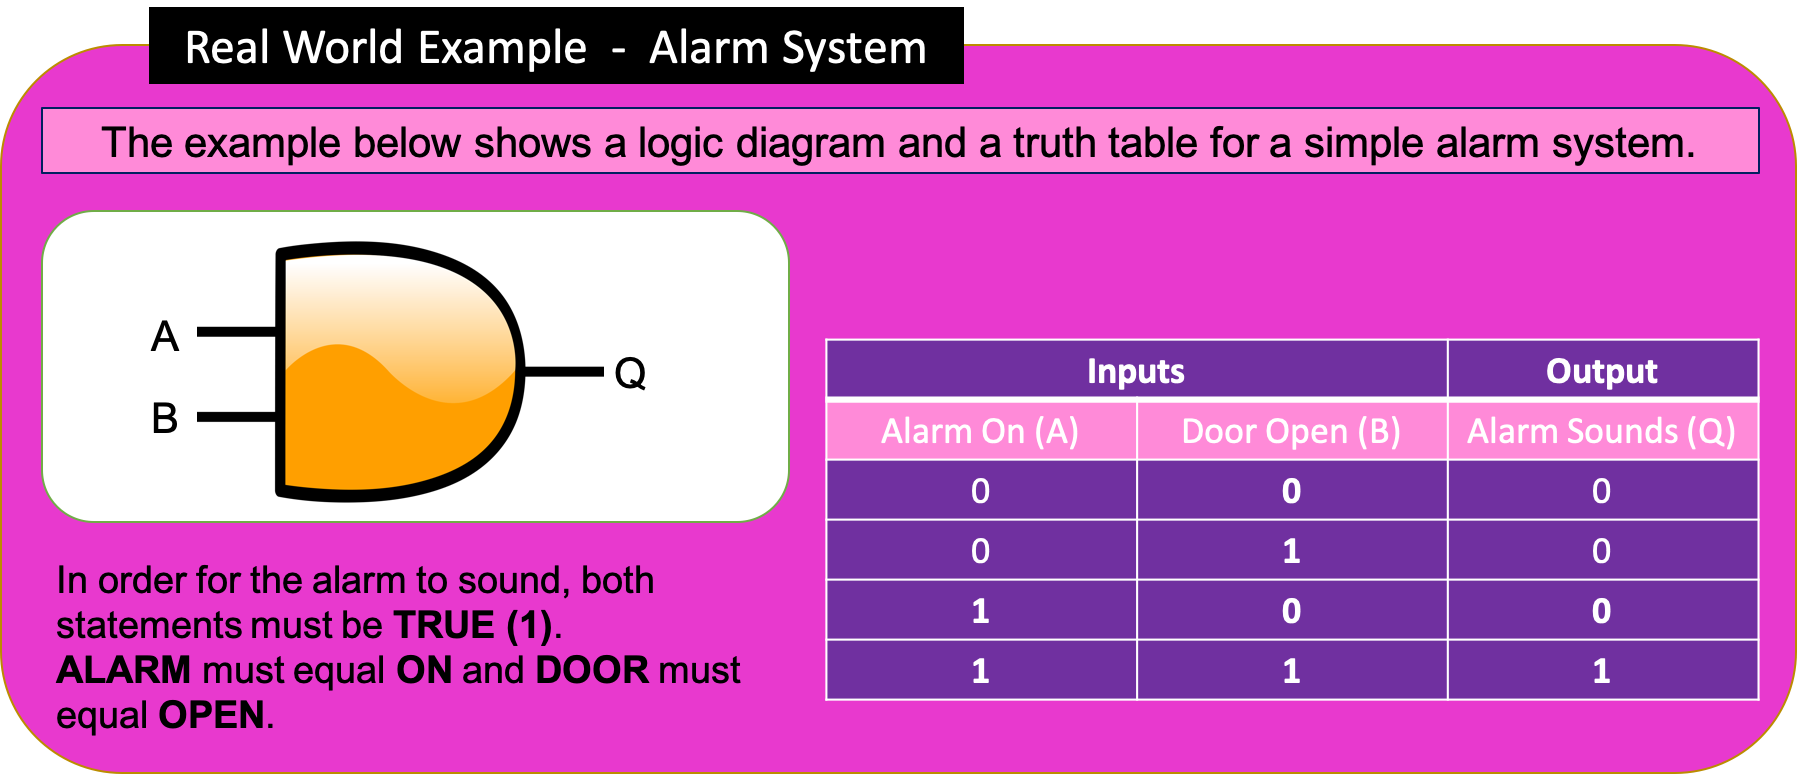 Real World Example - Alarm System
The example below shows a logic diagram and a truth table for a simple alarm system.
A
B
Q
In order for the alarm to sound, both
statements must be TRUE (1).
ALARM must equal ON and DOOR must
equal OPEN.
Inputs Output
Alarm On (A) Door Open (B) Alarm Sounds (Q)
0 0 0
0 1 0
1 0 0
1 1 1